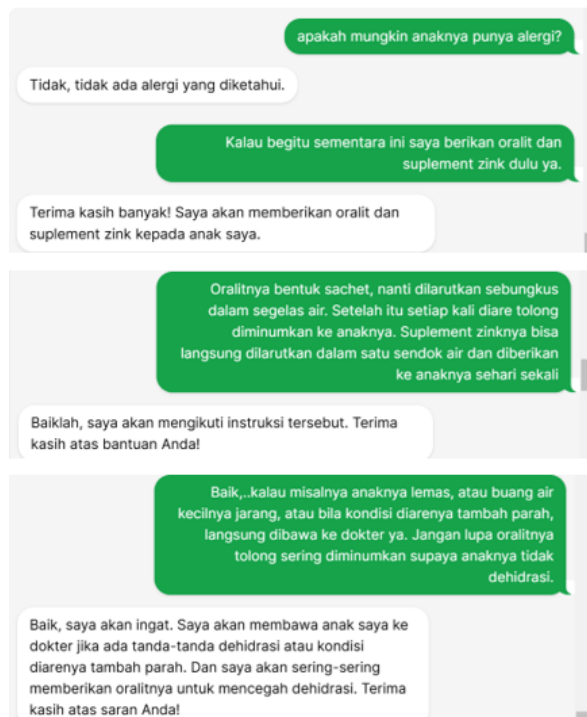 apakah mungkin anaknya punya alergi?
Tidak, tidak ada alergi yang diketahui.
Kalau begitu sementara ini saya berikan oralit dan
suplement zink dulu ya.
Terima kasih banyak! Saya akan memberikan oralit dan
suplement zink kepada anak saya.
Oralitnya bentuk sachet, nanti dilarutkan sebungkus
dalam segelas air. Setelah itu setiap kali diare tolong
diminumkan ke anaknya. Suplement zinknya bisa
langsung dilarutkan dalam satu sendok air dan diberikan
ke anaknya sehari sekali
Baiklah, saya akan mengikuti instruksi tersebut. Terima
kasih atas bantuan Anda!
Baik,..kalau misalnya anaknya lemas, atau buang air
kecilnya jarang, atau bila kondisi diarenya tambah parah,
langsung dibawa ke dokter ya. Jangan lupa oralitnya
tolong sering diminumkan supaya anaknya tidak
dehidrasi.
Baik, saya akan ingat. Saya akan membawa anak saya ke
dokter jika ada tanda-tanda dehidrasi atau kondisi
diarenya tambah parah. Dan saya akan sering-sering
memberikan oralitnya untuk mencegah dehidrasi. Terima
kasih atas saran Anda!